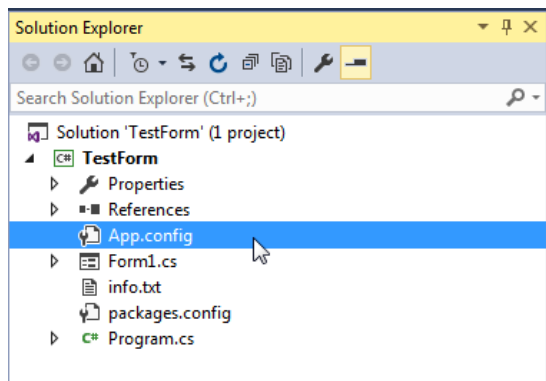 Solution Explorer
Search Solution Explorer (Ctrl+;)
Solution 'TestForm' (1 project)
C# TestForm
Properties
References
App.config
Form1.cs
info.txt
packages.config
C# Program.cs